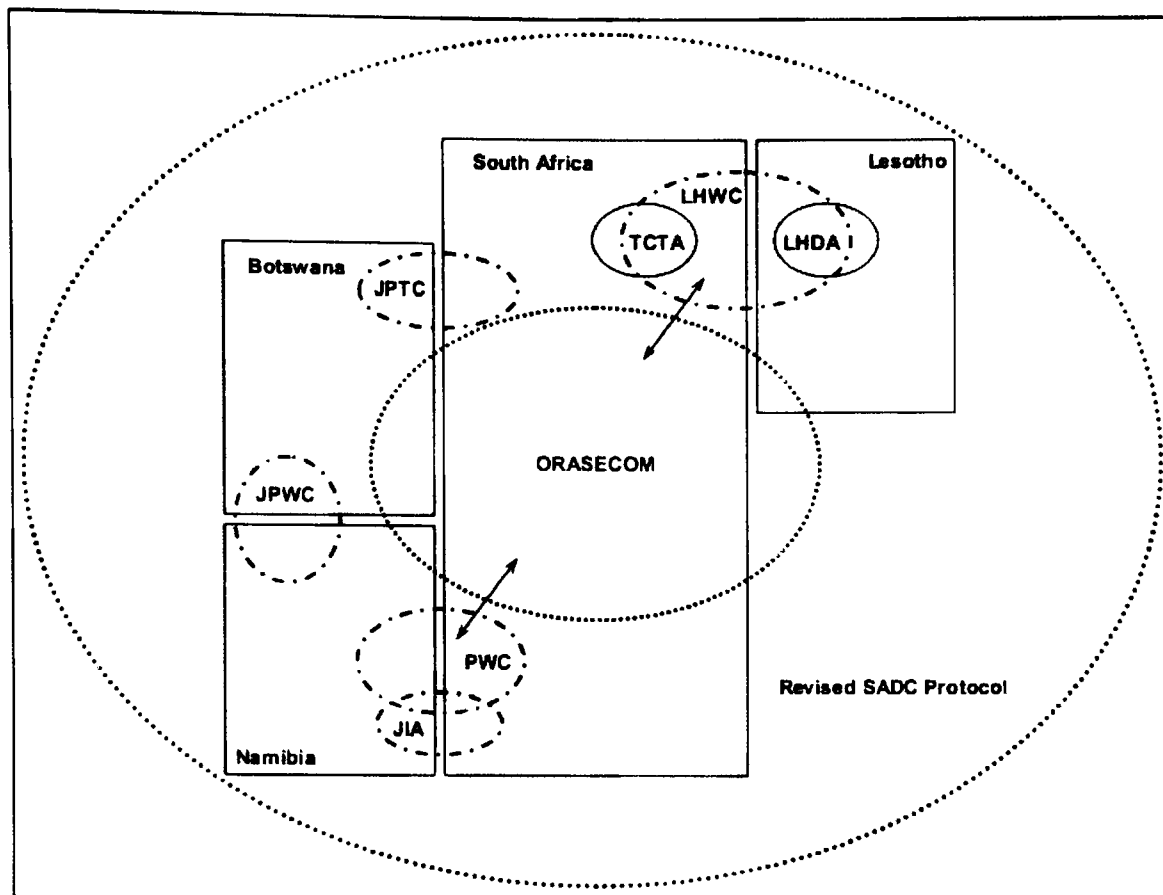 South Africa
Lesotho
LHWC
TCTA
LHDA
Botswana
JPTC
ORASECOM
JPWC
PWC
Revised SADC Protocol
JIA
Namibia